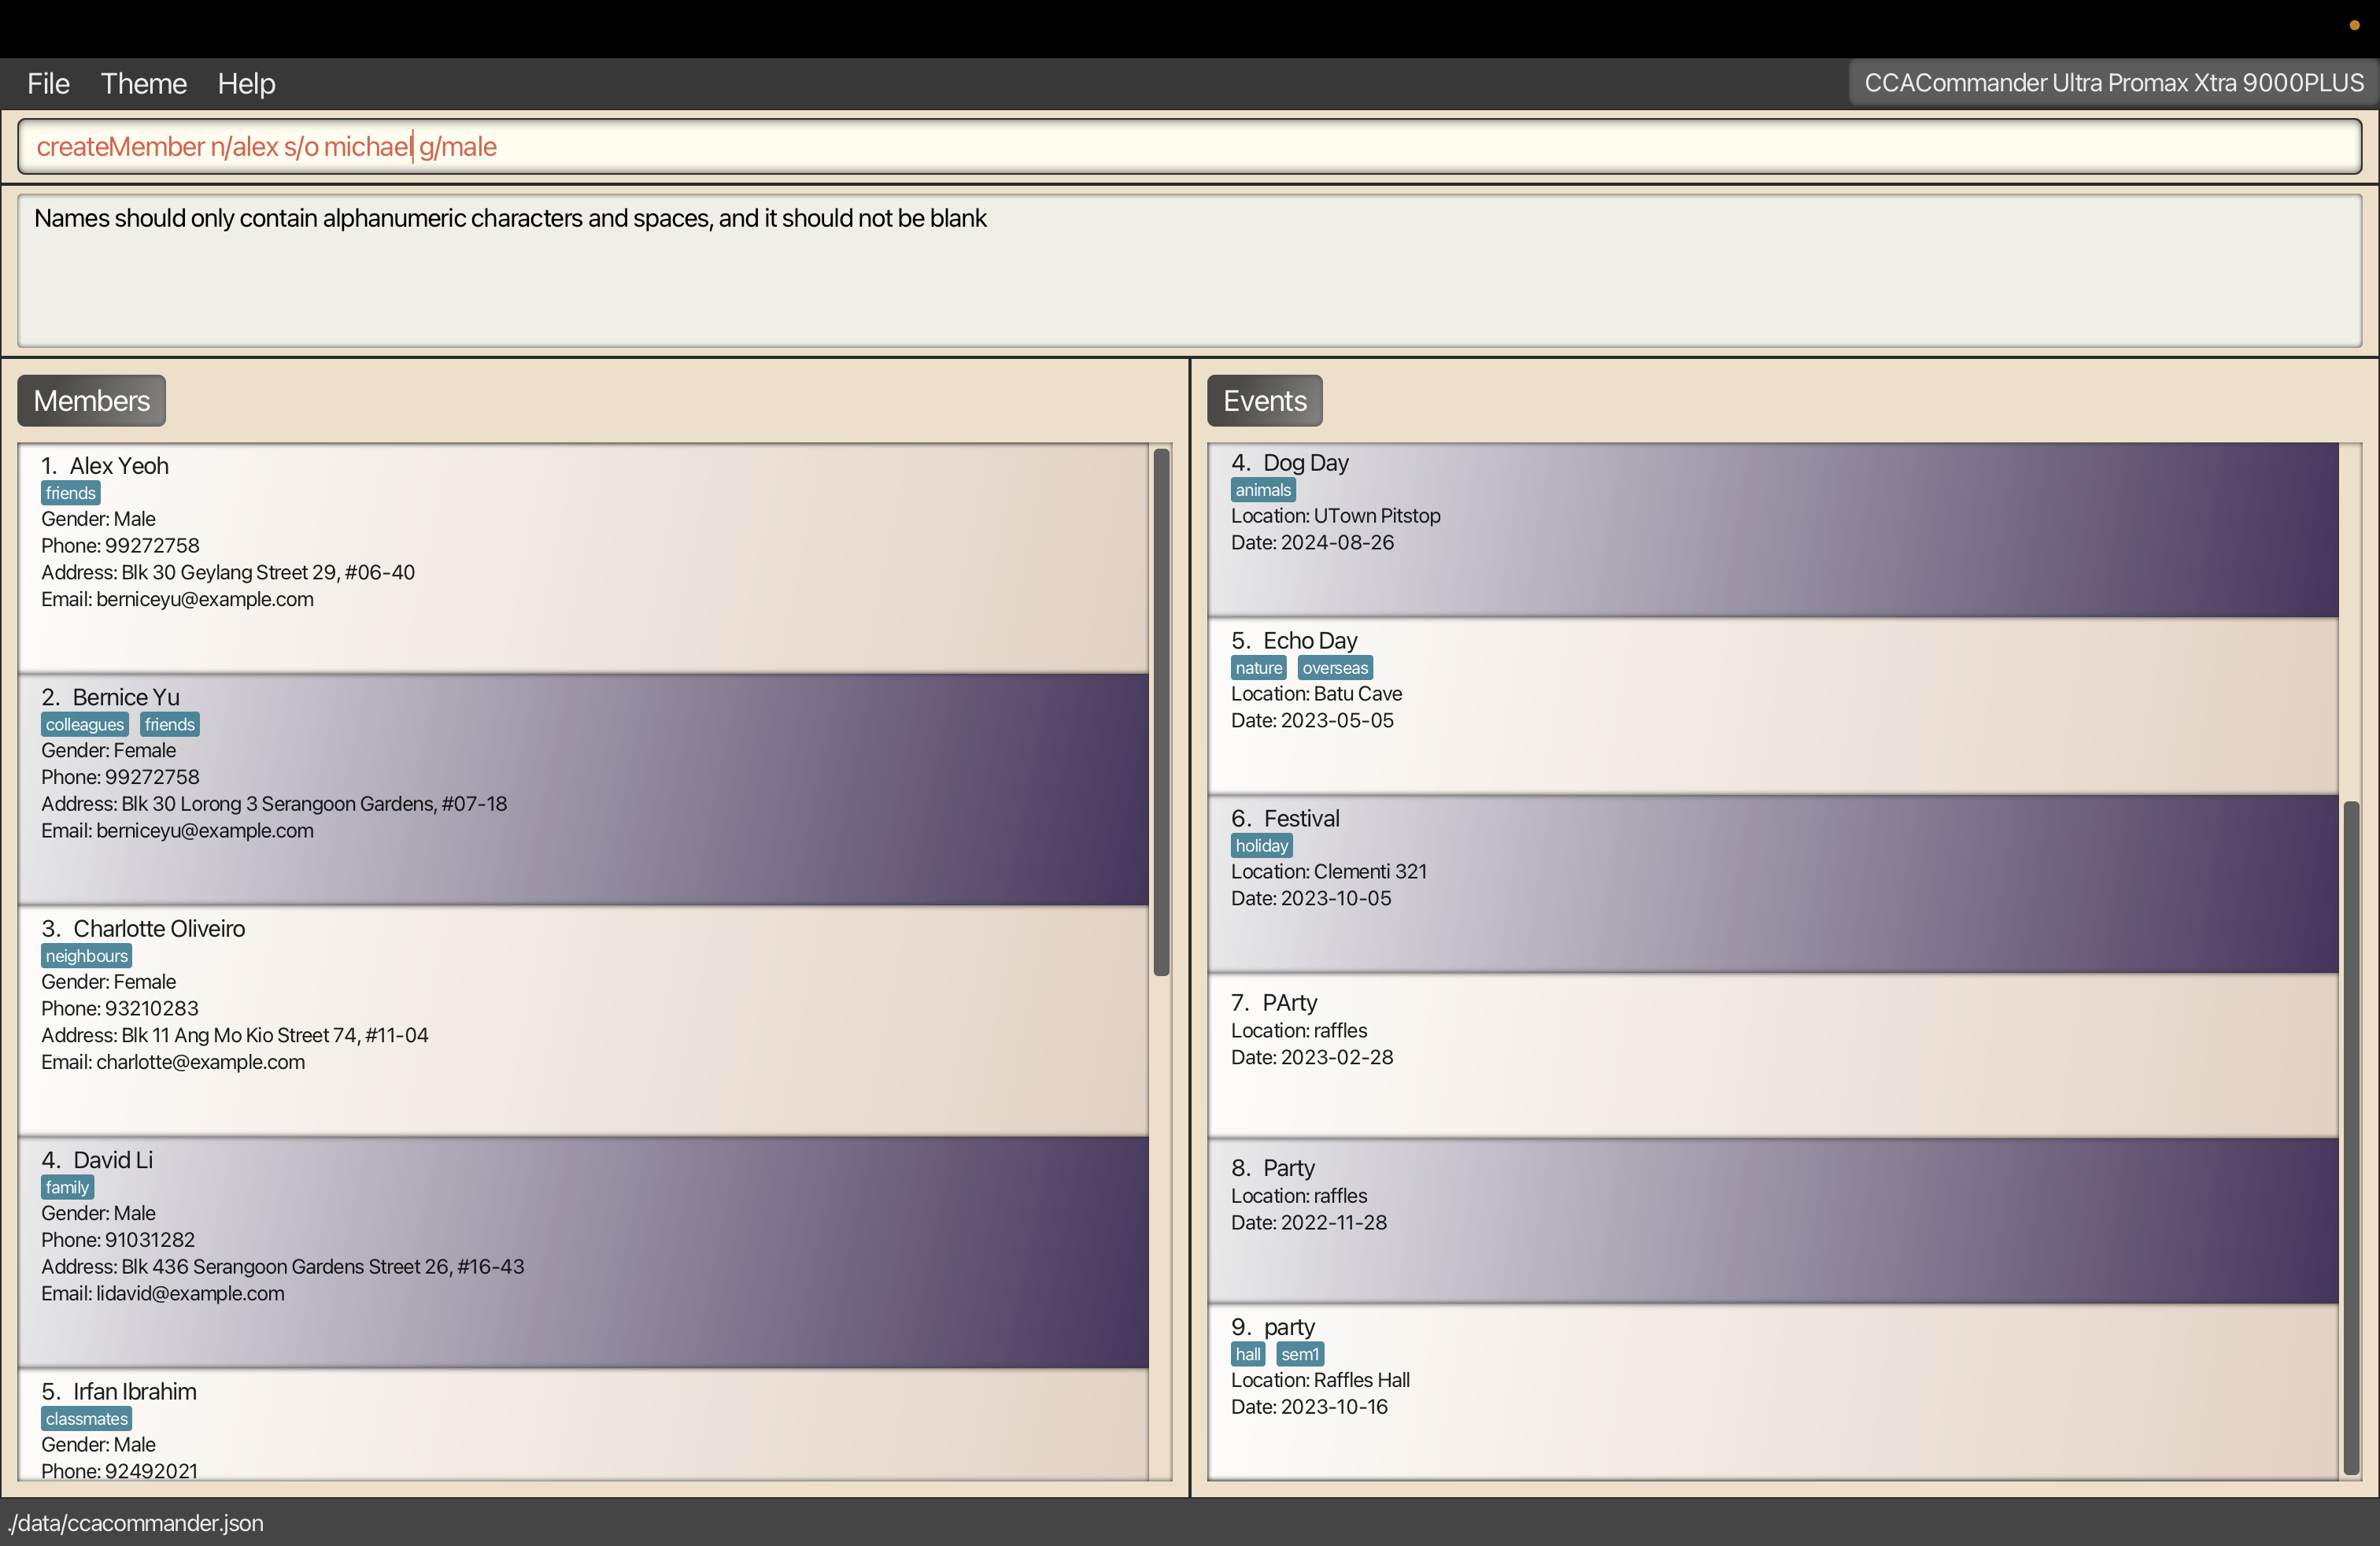 File Theme Help
CCACommander Ultra Promax Xtra 9000PLUS
createMember n/alex s/o michael g/male
Names should only contain alphanumeric characters and spaces, and it should not be blank
Members
1. Alex Yeoh
friends
Gender: Male
Phone: 99272758
Address: Blk 30 Geylang Street 29, #06-40
Email: berniceyu@example.com
2. Bernice Yu
colleagues friends
Gender: Female
Phone: 99272758
Address: Blk 30 Lorong 3 Serangoon Gardens, #07-18
Email: berniceyu@example.com
3. Charlotte Oliveiro
neighbours
Gender: Female
Phone: 93210283
Address: Blk 11 Ang Mo Kio Street 74, #11-04
Email: charlotte@example.com
4. David Li
family
Gender: Male
Phone: 91031282
Address: Blk 436 Serangoon Gardens Street 26, #16-43
Email: lidavid@example.com
5. Irfan Ibrahim
classmates
Gender: Male
Phone: 92492021
Events
4. Dog Day
animals
Location: UTown Pitstop
Date: 2024-08-26
5. Echo Day
nature overseas
Location: Batu Cave
Date: 2023-05-05
6. Festival
holiday
Location: Clementi 321
Date: 2023-10-05
7. PArty
Location: raffles
Date: 2023-02-28
8. Party
Location: raffles
Date: 2022-11-28
9. party
hall sem1
Location: Raffles Hall
Date: 2023-10-16
./data/ccacommander.json